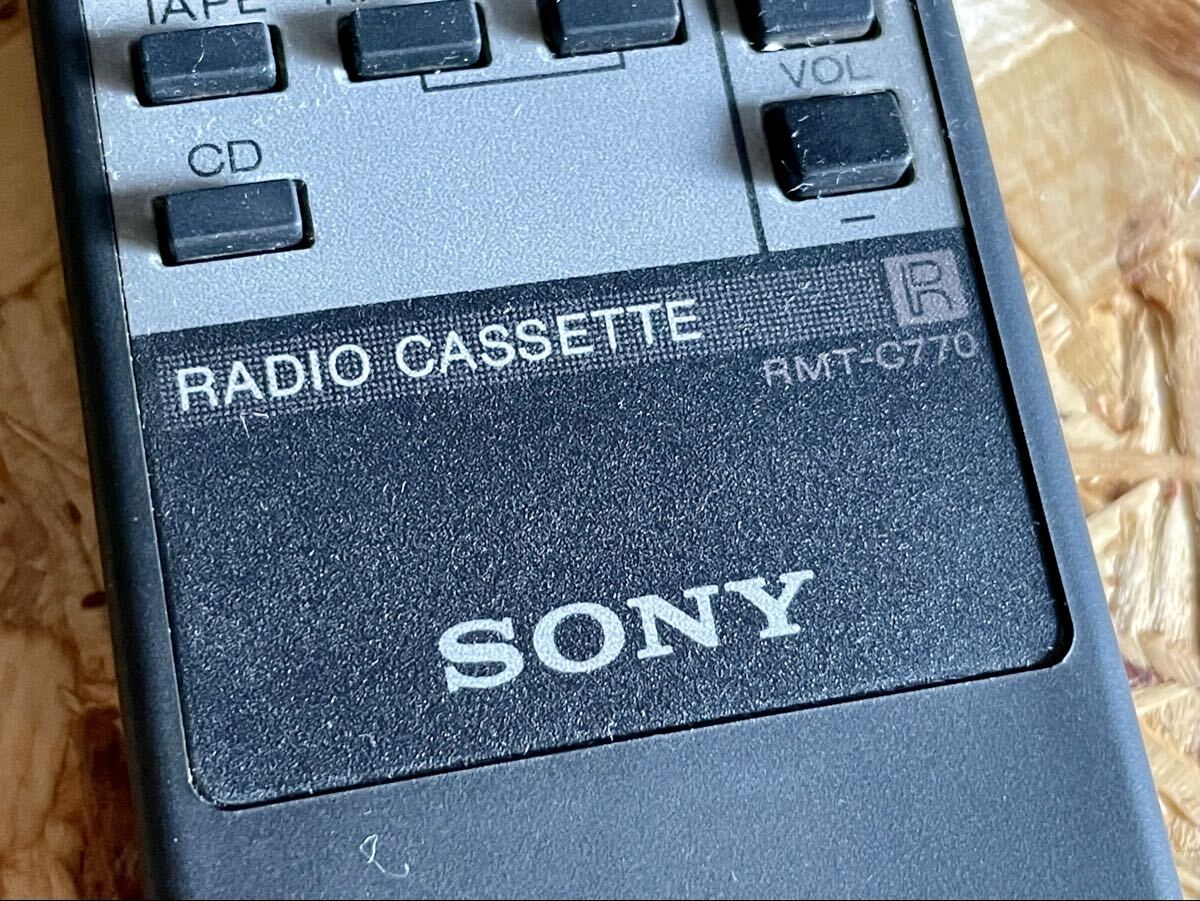 TAPE
VOL
CD
−
R
RADIO CASSETTE
RMT-C770
SONY